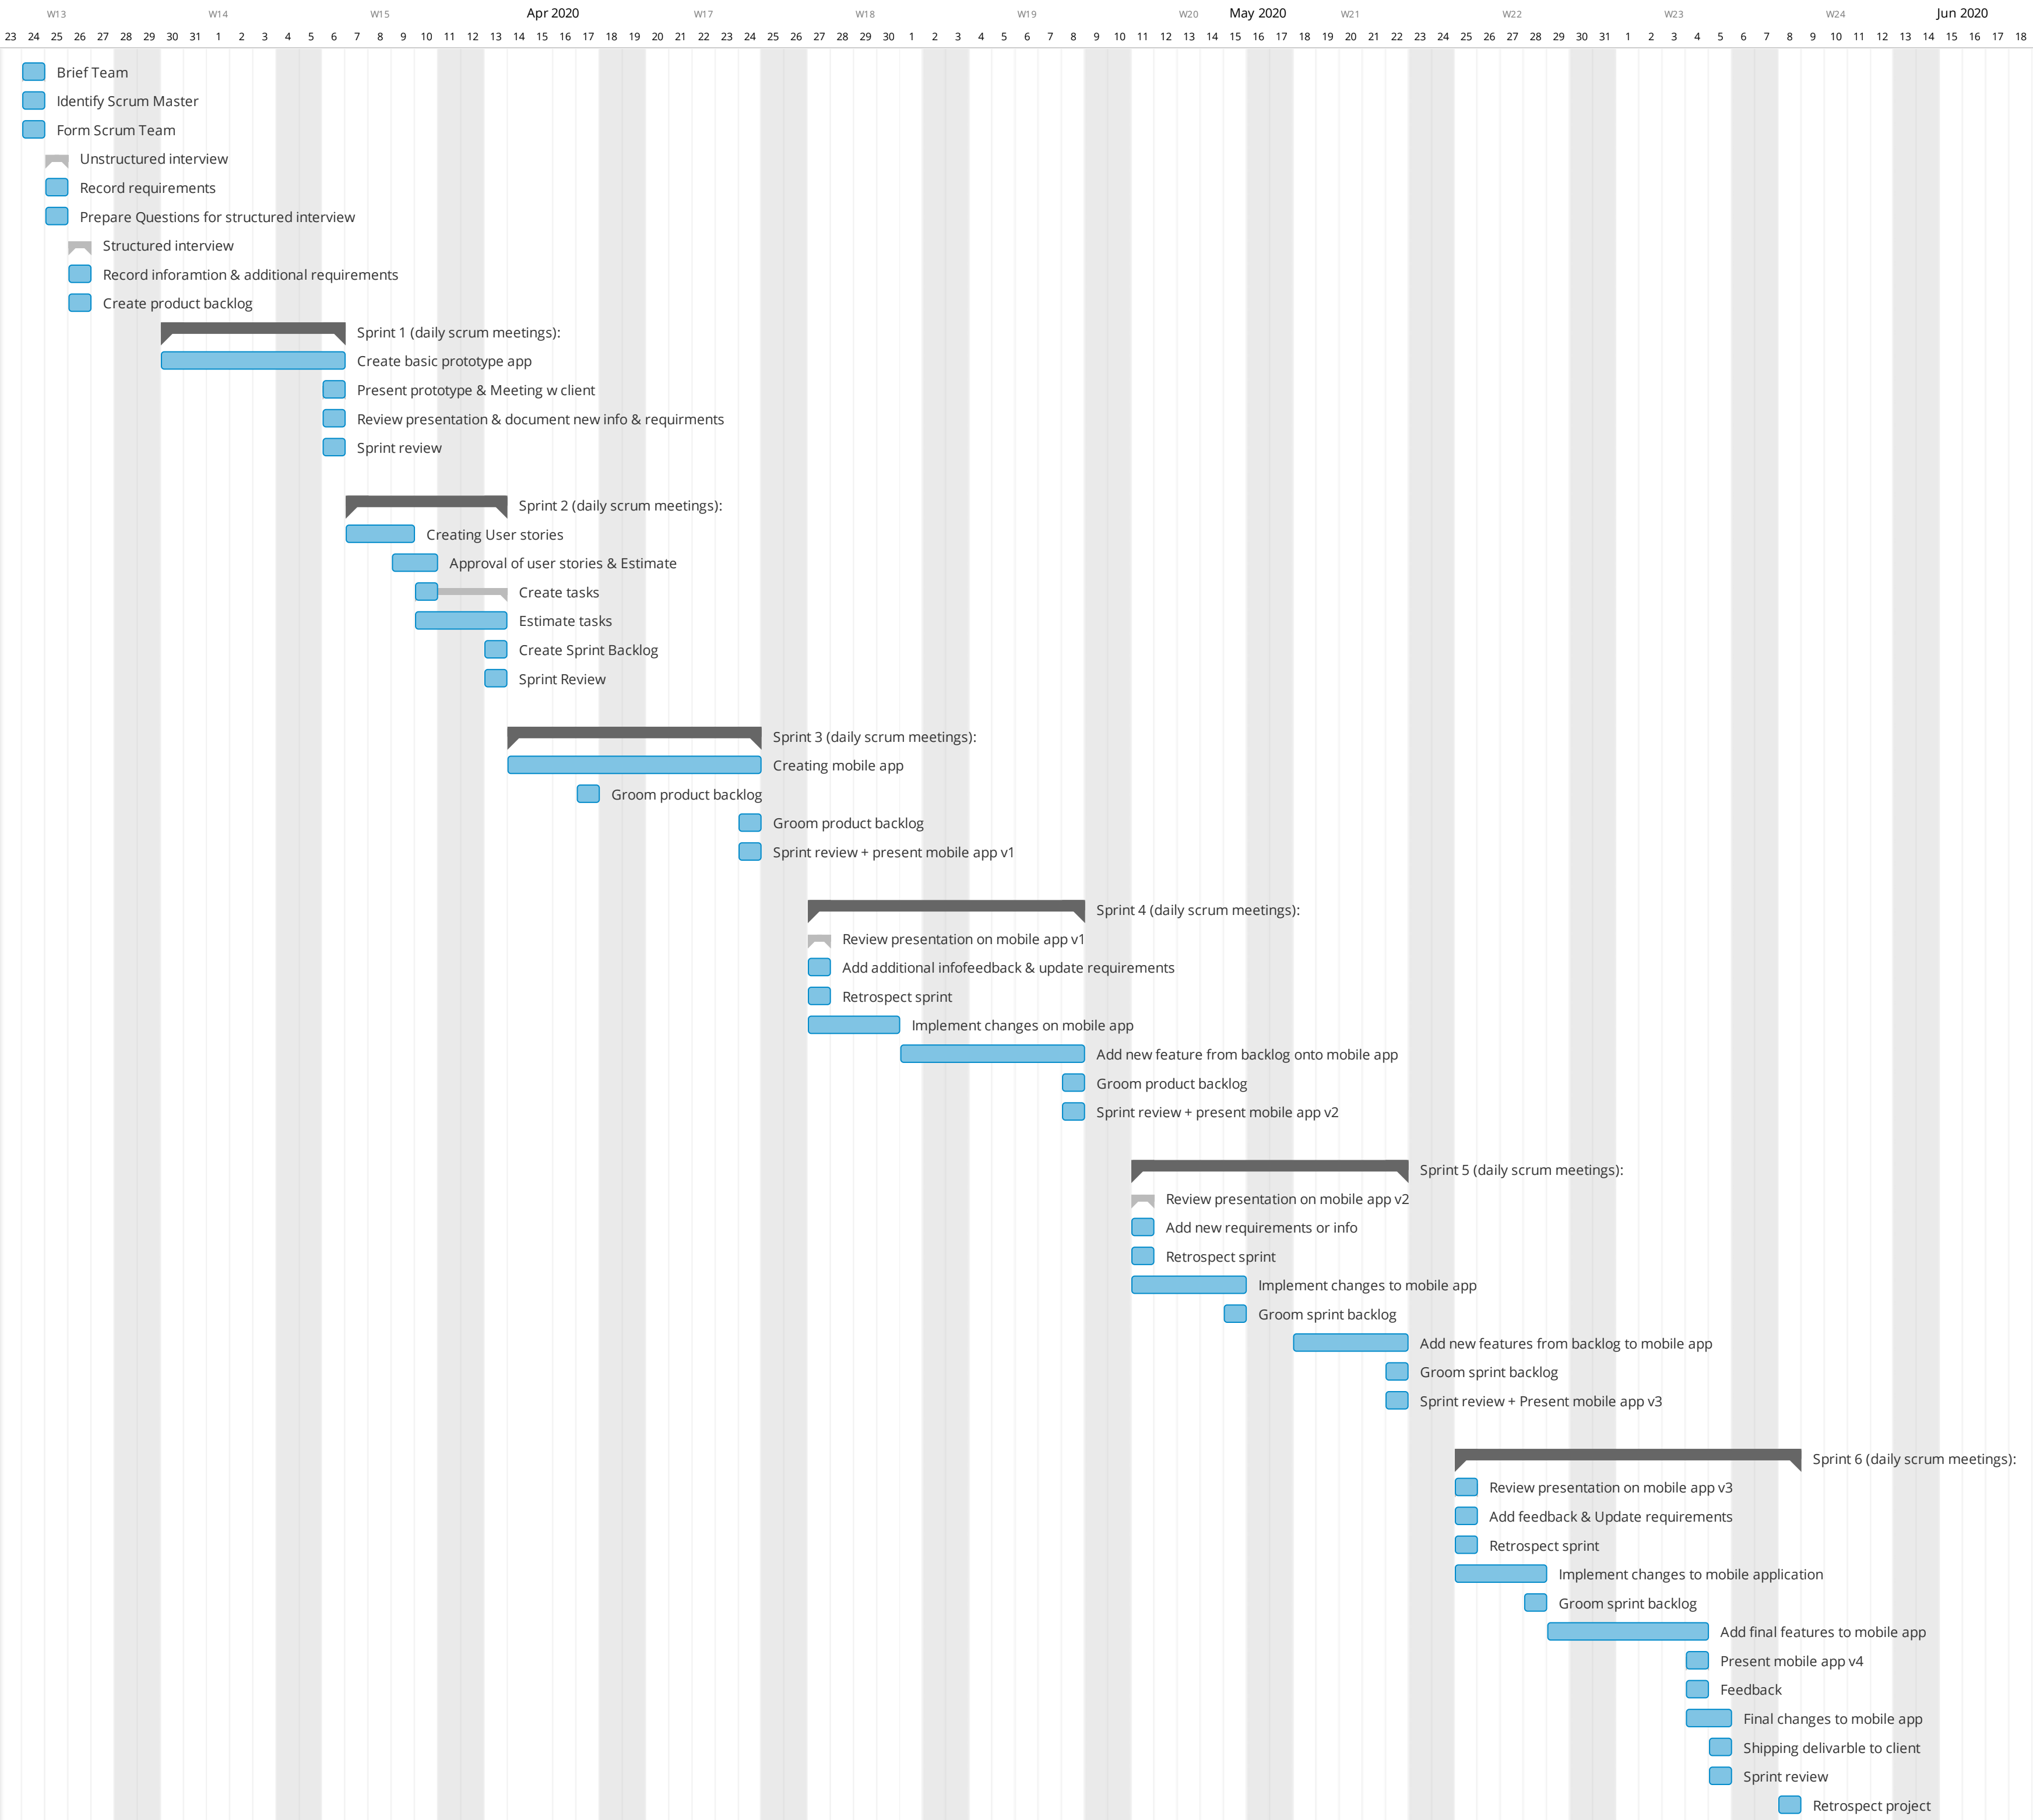 W13 W14 W15 Apr 2020 W17 W18 W19 W20 May 2020 W21 W22 W23 W24 Jun 2020
23 24 25 26 27 28 29 30 31 1 2 3 4 5 6 7 8 9 10 11 12 13 14 15 16 17 18 19 20 21 22 23 24 25 26 27 28 29 30 1 2 3 4 5 6 7 8 9 10 11 12 13 14 15 16 17 18 19 20 21 22 23 24 25 26 27 28 29 30 31 1 2 3 4 5 6 7 8 9 10 11 12 13 14 15 16 17 18
Brief Team
Identify Scrum Master
Form Scrum Team
Unstructured interview
Record requirements
Prepare Questions for structured interview
Structured interview
Record inforamtion & additional requirements
Create product backlog
Sprint 1 (daily scrum meetings):
Create basic prototype app
Present prototype & Meeting w client
Review presentation & document new info & requirments
Sprint review
Sprint 2 (daily scrum meetings):
Creating User stories
Approval of user stories & Estimate
Create tasks
Estimate tasks
Create Sprint Backlog
Sprint Review
Sprint 3 (daily scrum meetings):
Creating mobile app
Groom product backlog
Groom product backlog
Sprint review + present mobile app v1
Sprint 4 (daily scrum meetings):
Review presentation on mobile app v1
Add additional infofeedback & update requirements
Retrospect sprint
Implement changes on mobile app
Add new feature from backlog onto mobile app
Groom product backlog
Sprint review + present mobile app v2
Sprint 5 (daily scrum meetings):
Review presentation on mobile app v2
Add new requirements or info
Retrospect sprint
Implement changes to mobile app
Groom sprint backlog
Add new features from backlog to mobile app
Groom sprint backlog
Sprint review + Present mobile app v3
Sprint 6 (daily scrum meetings):
Review presentation on mobile app v3
Add feedback & Update requirements
Retrospect sprint
Implement changes to mobile application
Groom sprint backlog
Add final features to mobile app
Present mobile app v4
Feedback
Final changes to mobile app
Shipping delivarble to client
Sprint review
Retrospect project